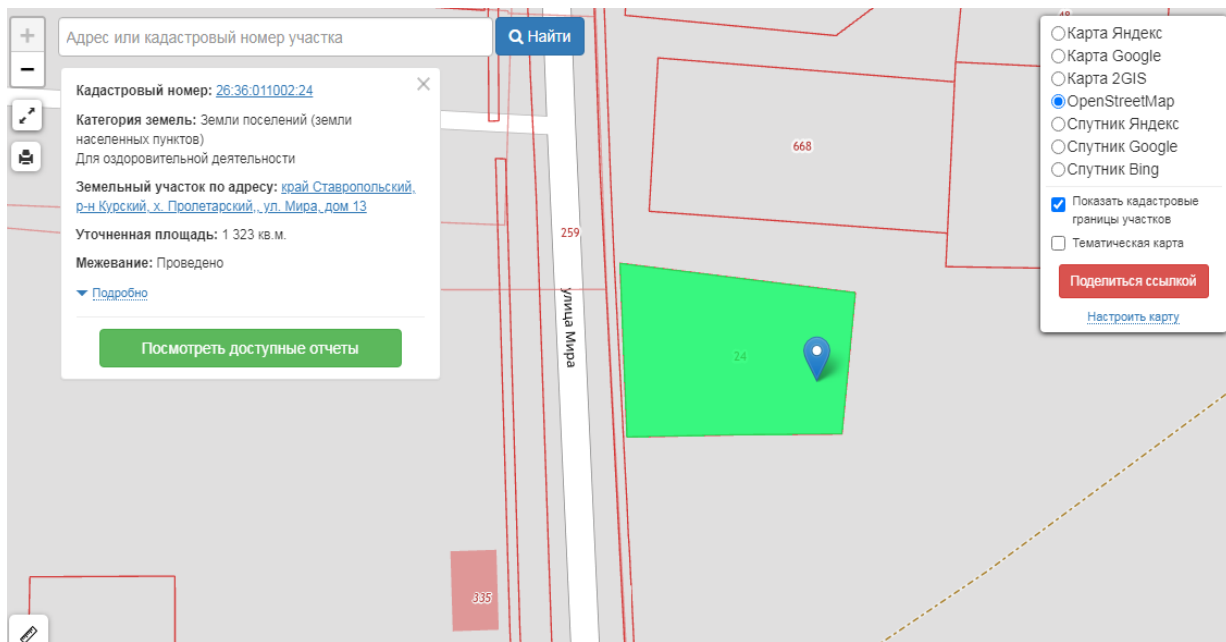 Адрес или кадастровый номер участка
Найти
Кадастровый номер: 26:36:011002:24
Категория земель: Земли поселений (земли
населенных пунктов)
Для оздоровительной деятельности
Земельный участок по адресу: край Ставропольский,
р-н Курский, х. Пролетарский,, ул. Мира, дом 13
Уточненная площадь: 1 323 кв.м.
Межевание: Проведено
Подробно
Посмотреть доступные отчеты
668
259
улица Мира
24
335
Карта Яндекс
Карта Google
Карта 2GIS
OpenStreetMap
Спутник Яндекс
Спутник Google
Спутник Bing
Показать кадастровые
границы участков
Тематическая карта
Поделиться ссылкой
Настроить карту